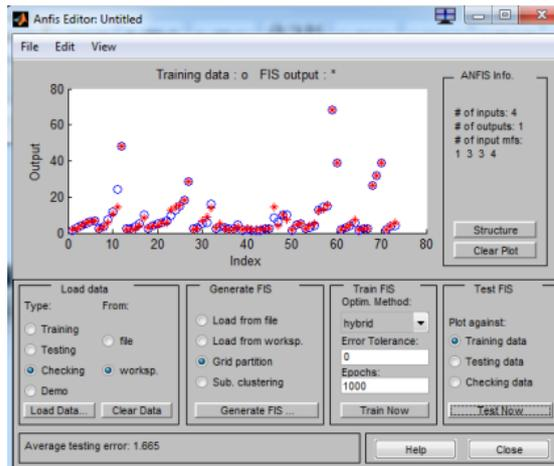 Anfis Editor: Untitled
File Edit View
Training data : o FIS output : *
80
60
40
20
0
Output
0 10 20 30 40 50 60 70 80
Index
ANFIS Info.
# of inputs: 4
# of outputs: 1
# of input mfs:
1 3 3 4
Structure
Clear Plot
Load data
Type: From:
Training
Testing
Checking
Demo
file
worksp.
Load Data... Clear Data
Generate FIS
Load from file
Load from worksp.
Grid partition
Sub. clustering
Generate FIS ...
Train FIS
Optim. Method:
hybrid
Error Tolerance:
0
Epochs:
1000
Train Now
Test FIS
Plot against:
Training data
Testing data
Checking data
Test Now
Average testing error: 1.665
Help
Close